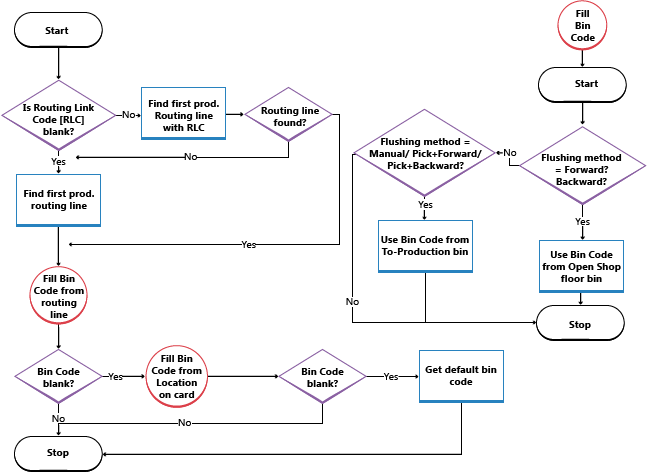 Start
Is Routing Link
Code [RLC]
blank?
No
Find first prod.
Routing line
with RLC
Routing line
found?
No
Yes
Find first prod.
routing line
Yes
Fill Bin
Code from
routing
line
Bin Code
blank?
Yes
Fill Bin
Code from
Location
on card
Bin Code
blank?
Yes
Get default bin
code
No
No
Stop
Fill
Bin
Code
Start
Flushing method
= Forward?
Backward?
No
Flushing method =
Manual/ Pick+Forward/
Pick+Backward?
Yes
Yes
Use Bin Code from
To-Production bin
Use Bin Code
from Open Shop
floor bin
No
Stop